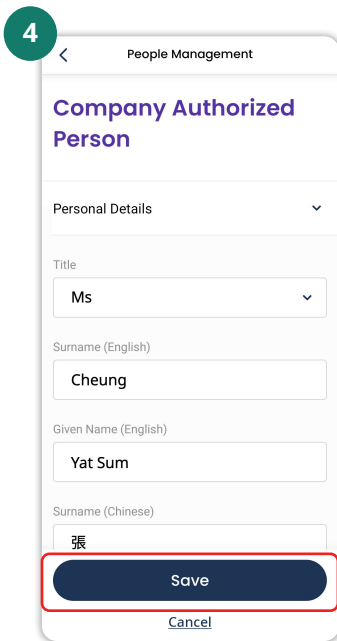 4
People Management
Company Authorized
Person
Personal Details
Title
Ms
Surname (English)
Cheung
Given Name (English)
Yat Sum
Surname (Chinese)
張
Save
Cancel